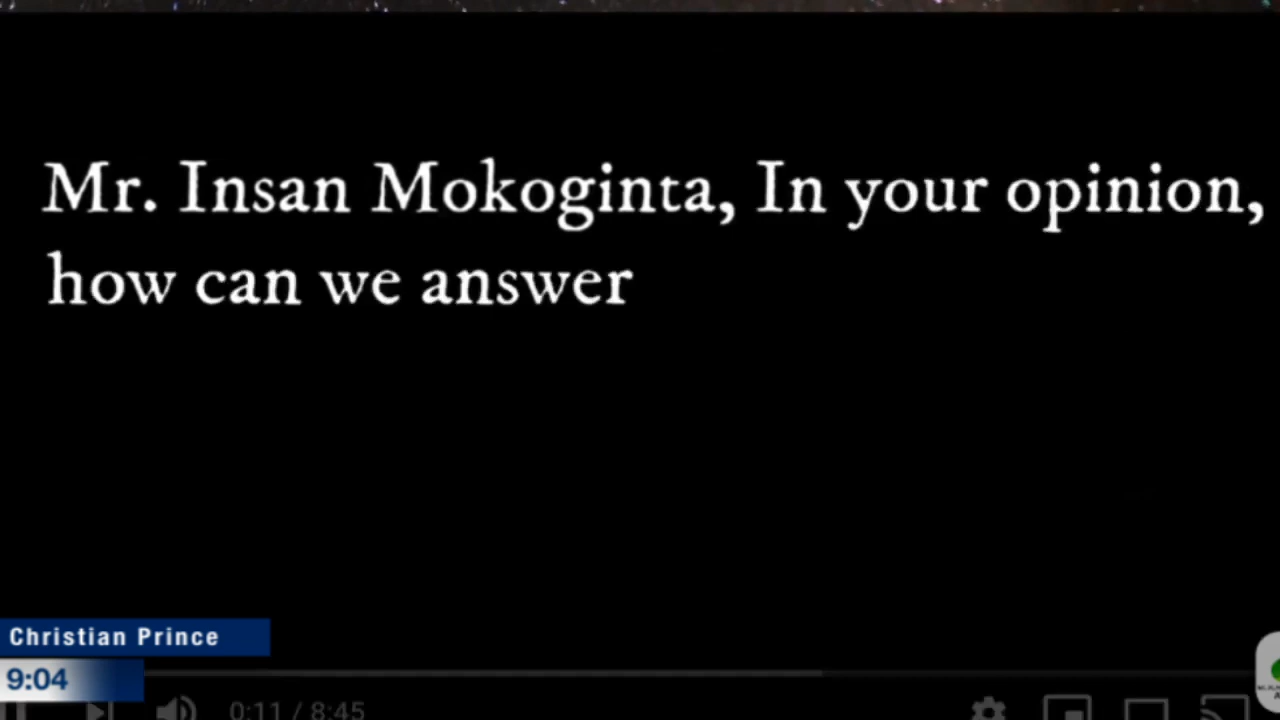 Mr. Insan Mokoginta, In your opinion,
how can we answer
Christian Prince
9:04
0:11 / 8:45